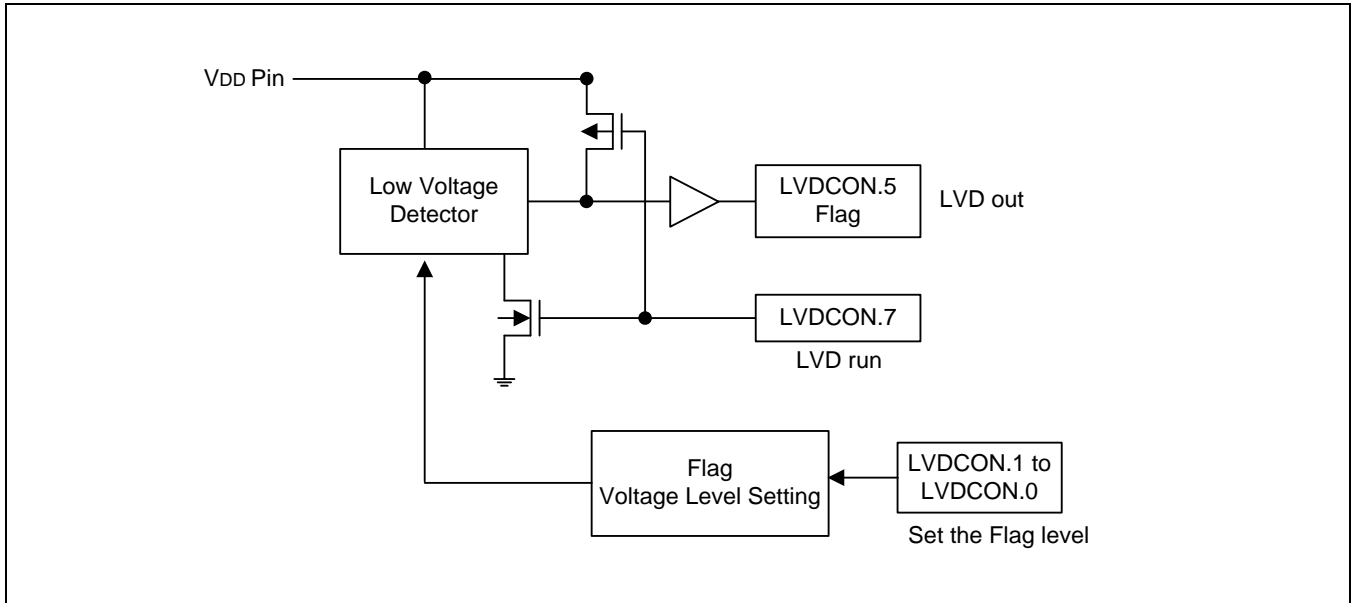 VDD Pin
Low Voltage
Detector
LVDCON.5
Flag
LVD out
LVDCON.7
LVD run
Flag
Voltage Level Setting
LVDCON.1 to
LVDCON.0
Set the Flag level